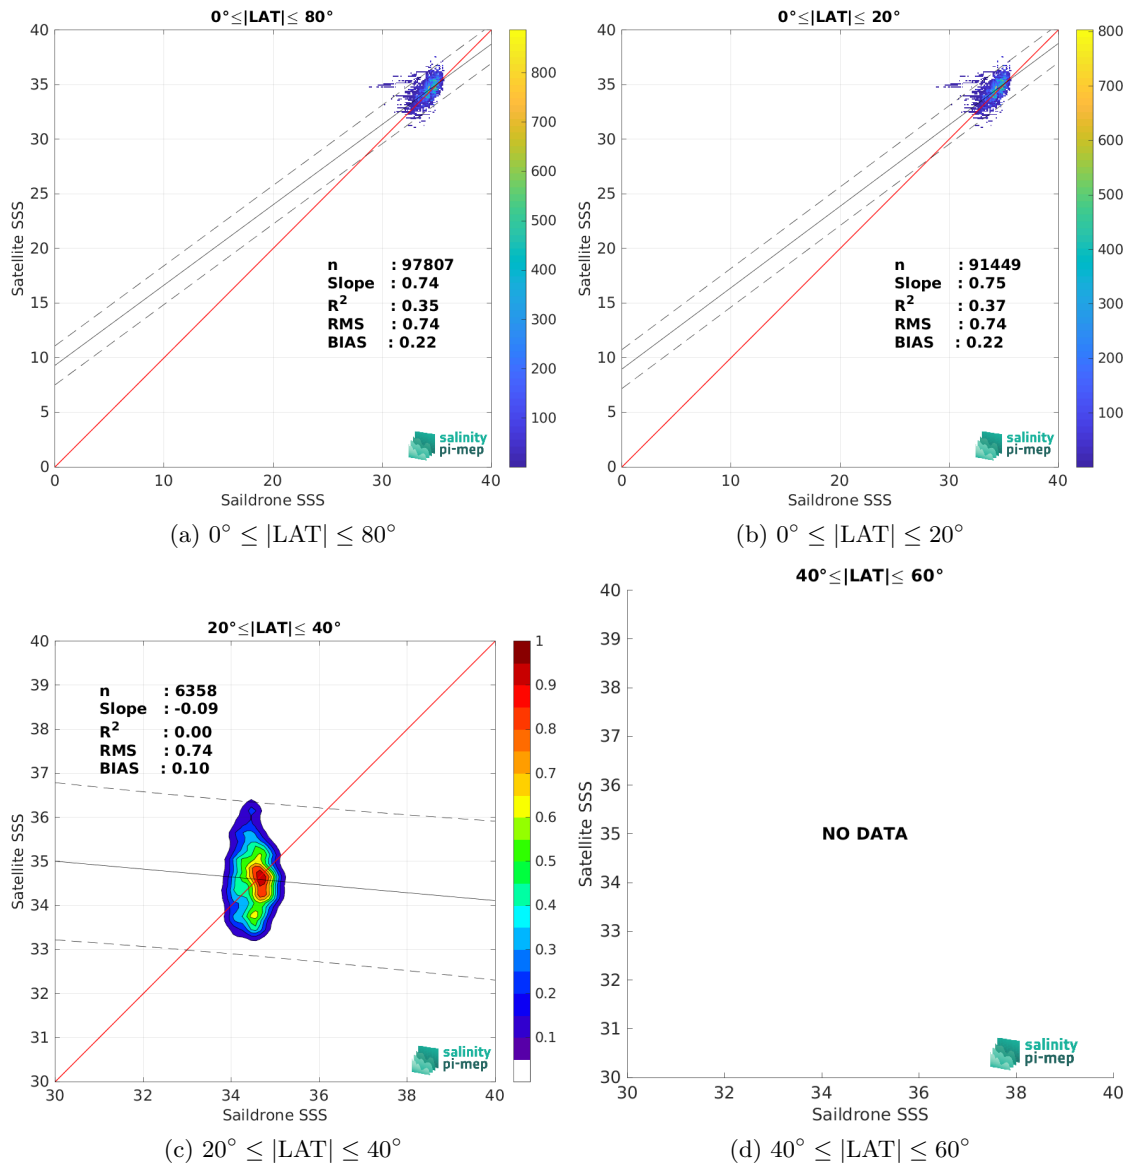 0°≤|LAT|≤ 80°
40
35
30
25
20
15
10
5
0
Satellite SSS
n : 97807
Slope : 0.74
R2 : 0.35
RMS : 0.74
BIAS : 0.22
salinity
pi-mep
0 10 20 30 40
Saildrone SSS
800
700
600
500
400
300
200
100
(a) 0° ≤ |LAT| ≤ 80°
0°≤|LAT|≤ 20°
40
35
30
25
20
15
10
5
0
Satellite SSS
n : 91449
Slope : 0.75
R2 : 0.37
RMS : 0.74
BIAS : 0.22
salinity
pi-mep
0 10 20 30 40
Saildrone SSS
800
700
600
500
400
300
200
100
(b) 0° ≤ |LAT| ≤ 20°
20°≤|LAT|≤ 40°
40
39
38
37
36
35
34
33
32
31
30
Satellite SSS
n : 6358
Slope : -0.09
R2 : 0.00
RMS : 0.74
BIAS : 0.10
salinity
pi-mep
30 32 34 36 38 40
Saildrone SSS
1
0.9
0.8
0.7
0.6
0.5
0.4
0.3
0.2
0.1
(c) 20° ≤ |LAT| ≤ 40°
40°≤|LAT|≤ 60°
40
39
38
37
36
35
34
33
32
31
30
Satellite SSS
NO DATA
salinity
pi-mep
30 32 34 36 38 40
Saildrone SSS
(d) 40° ≤ |LAT| ≤ 60°